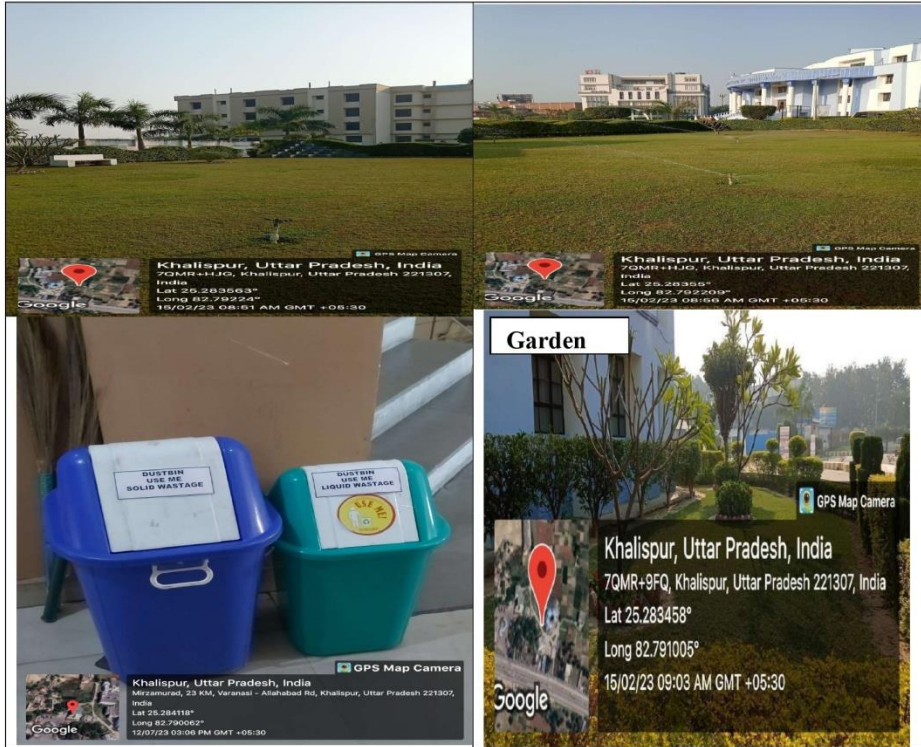 GPS Map Camera
Khalispur, Uttar Pradesh, India
7QMR+HJG, Khalispur, Uttar Pradesh 221307,
India
Lat 25.283563°
Long 82.79224°
15/02/23 08:51 AM GMT +05:30
Google
GPS Map Camera
Khalispur, Uttar Pradesh, India
7QMR+HJG, Khalispur, Uttar Pradesh 221307,
India
Lat 25.28355°
Long 82.792209°
15/02/23 08:56 AM GMT +05:30
Google
DUSTBIN
USE ME
SOLID WASTAGE
DUSTBIN
USE ME
LIQUID WASTAGE
USE ME!
GPS Map Camera
Khalispur, Uttar Pradesh, India
Mirzamurad, 23 KM, Varanasi - Allahabad Rd, Khalispur, Uttar Pradesh 221307,
India
Lat 25.284118°
Long 82.790062°
12/07/23 03:06 PM GMT +05:30
Google
Garden
GPS Map Camera
Khalispur, Uttar Pradesh, India
7QMR+9FQ, Khalispur, Uttar Pradesh 221307, India
Lat 25.283458°
Long 82.791005°
15/02/23 09:03 AM GMT +05:30
Google